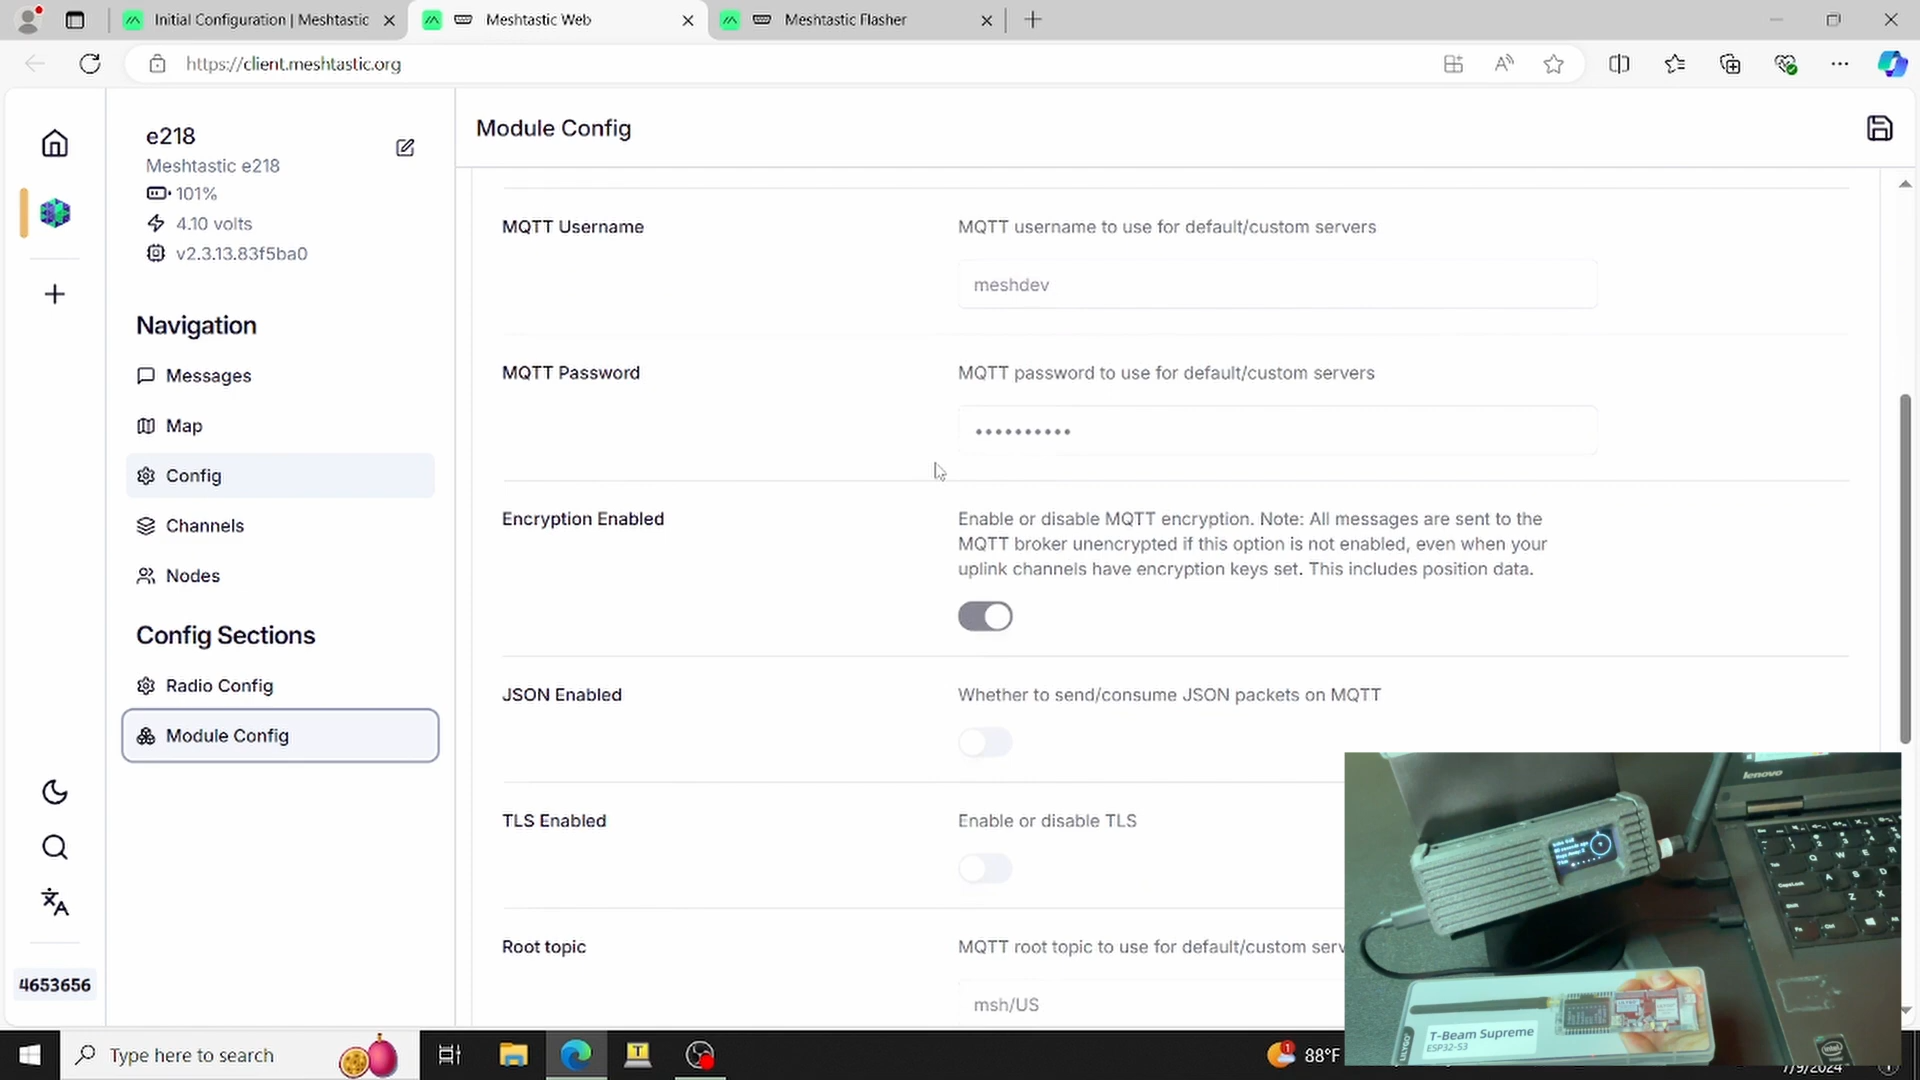 Initial Configuration | Meshtastic
Meshtastic Web
Meshtastic Flasher
https://client.meshtastic.org
e218
Meshtastic e218
101%
4.10 volts
v2.3.13.83f5ba0
Navigation
Messages
Map
Config
Channels
Nodes
Config Sections
Radio Config
Module Config
4653656
Module Config
MQTT Username
MQTT username to use for default/custom servers
meshdev
MQTT Password
MQTT password to use for default/custom servers
••••••••••
Encryption Enabled
Enable or disable MQTT encryption. Note: All messages are sent to the
MQTT broker unencrypted if this option is not enabled, even when your
uplink channels have encryption keys set. This includes position data.
JSON Enabled
Whether to send/consume JSON packets on MQTT
TLS Enabled
Enable or disable TLS
Root topic
MQTT root topic to use for default/custom serv
msh/US
lenovo
T-Beam Supreme
ESP32-S3
LILYGO
intel
Type here to search
1
88°F
7/9/2024